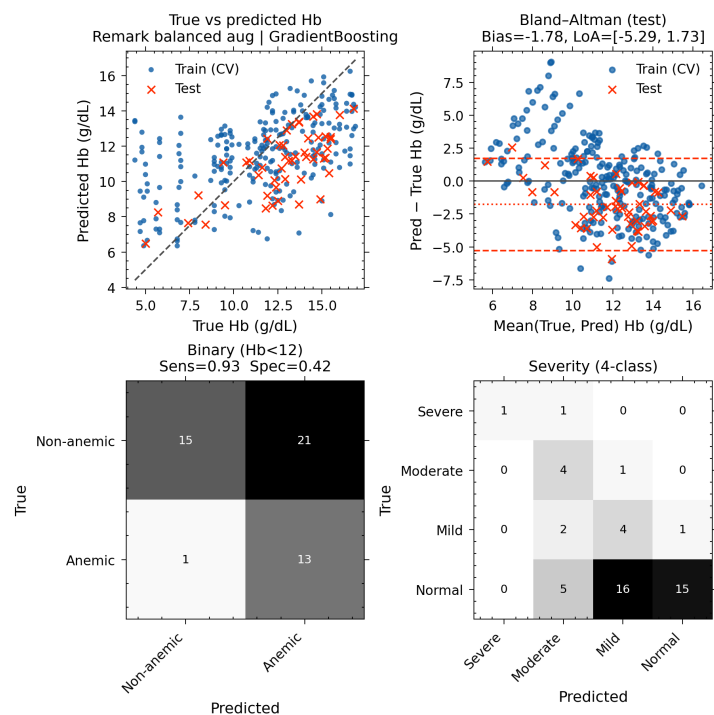 True vs predicted Hb
Remark balanced aug | GradientBoosting
Train (CV)
Test
16
14
12
10
8
6
4
5.0 7.5 10.0 12.5 15.0
Predicted Hb (g/dL)
True Hb (g/dL)
Bland–Altman (test)
Bias=-1.78, LoA=[-5.29, 1.73]
Train (CV)
Test
7.5
5.0
2.5
0.0
−2.5
−5.0
−7.5
6 8 10 12 14 16
Pred − True Hb (g/dL)
Mean(True, Pred) Hb (g/dL)
Binary (Hb<12)
Sens=0.93 Spec=0.42
Non-anemic 15 21
Anemic 1 13
True
Non-anemic Anemic
Predicted
Severity (4-class)
Severe 1 1 0 0
Moderate 0 4 1 0
Mild 0 2 4 1
Normal 0 5 16 15
True
Severe Moderate Mild Normal
Predicted